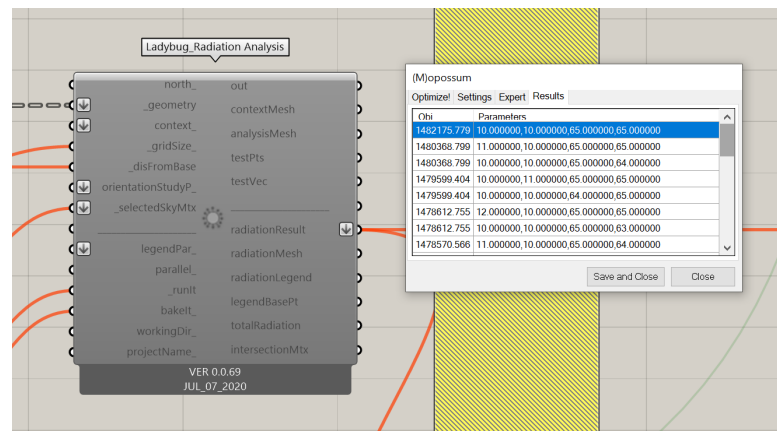 Ladybug_Radiation Analysis
north_
_geometry
context_
_gridSize_
_disFromBase
orientationStudyP_
_selectedSkyMtx
legendPar_
parallel_
_runIt
bakeIt_
workingDir_
projectName_
out
contextMesh
analysisMesh
testPts
testVec
radiationResult
radiationMesh
radiationLegend
legendBasePt
totalRadiation
intersectionMtx
VER 0.0.69
JUL_07_2020
(M)opossum
Optimize! Settings Expert Results
Obj Parameters
1482175.779 10.000000,10.000000,65.000000,65.000000
1480368.799 11.000000,10.000000,65.000000,65.000000
1480368.799 10.000000,10.000000,65.000000,64.000000
1479599.404 10.000000,11.000000,65.000000,65.000000
1479599.404 10.000000,10.000000,64.000000,65.000000
1478612.755 12.000000,10.000000,65.000000,65.000000
1478612.755 10.000000,10.000000,65.000000,63.000000
1478570.566 11.000000,10.000000,65.000000,64.000000
Save and Close Close